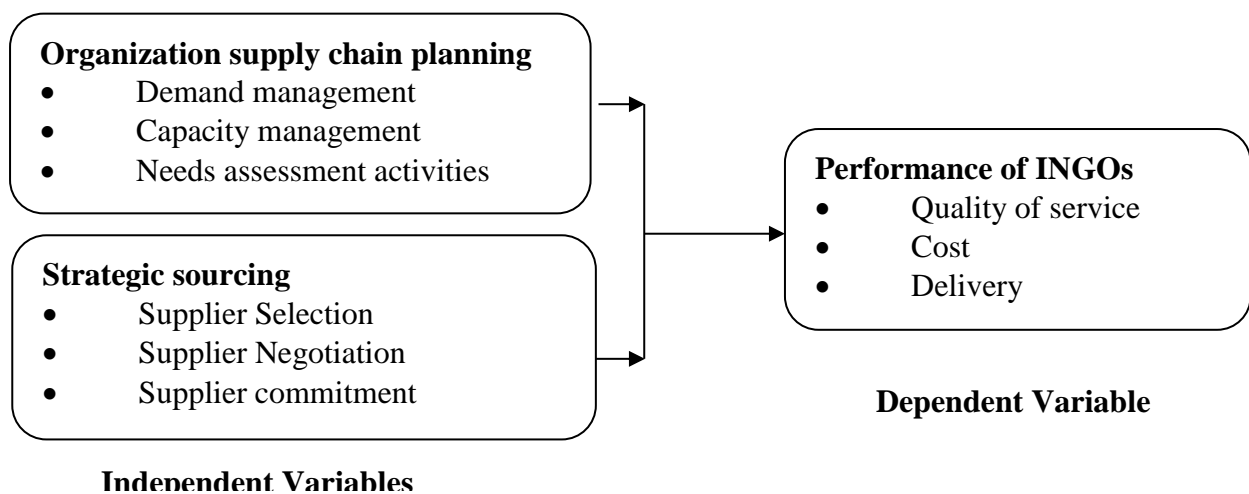 Organization supply chain planning
• Demand management
• Capacity management
• Needs assessment activities
Strategic sourcing
• Supplier Selection
• Supplier Negotiation
• Supplier commitment
Independent Variables
Performance of INGOs
• Quality of service
• Cost
• Delivery
Dependent Variable